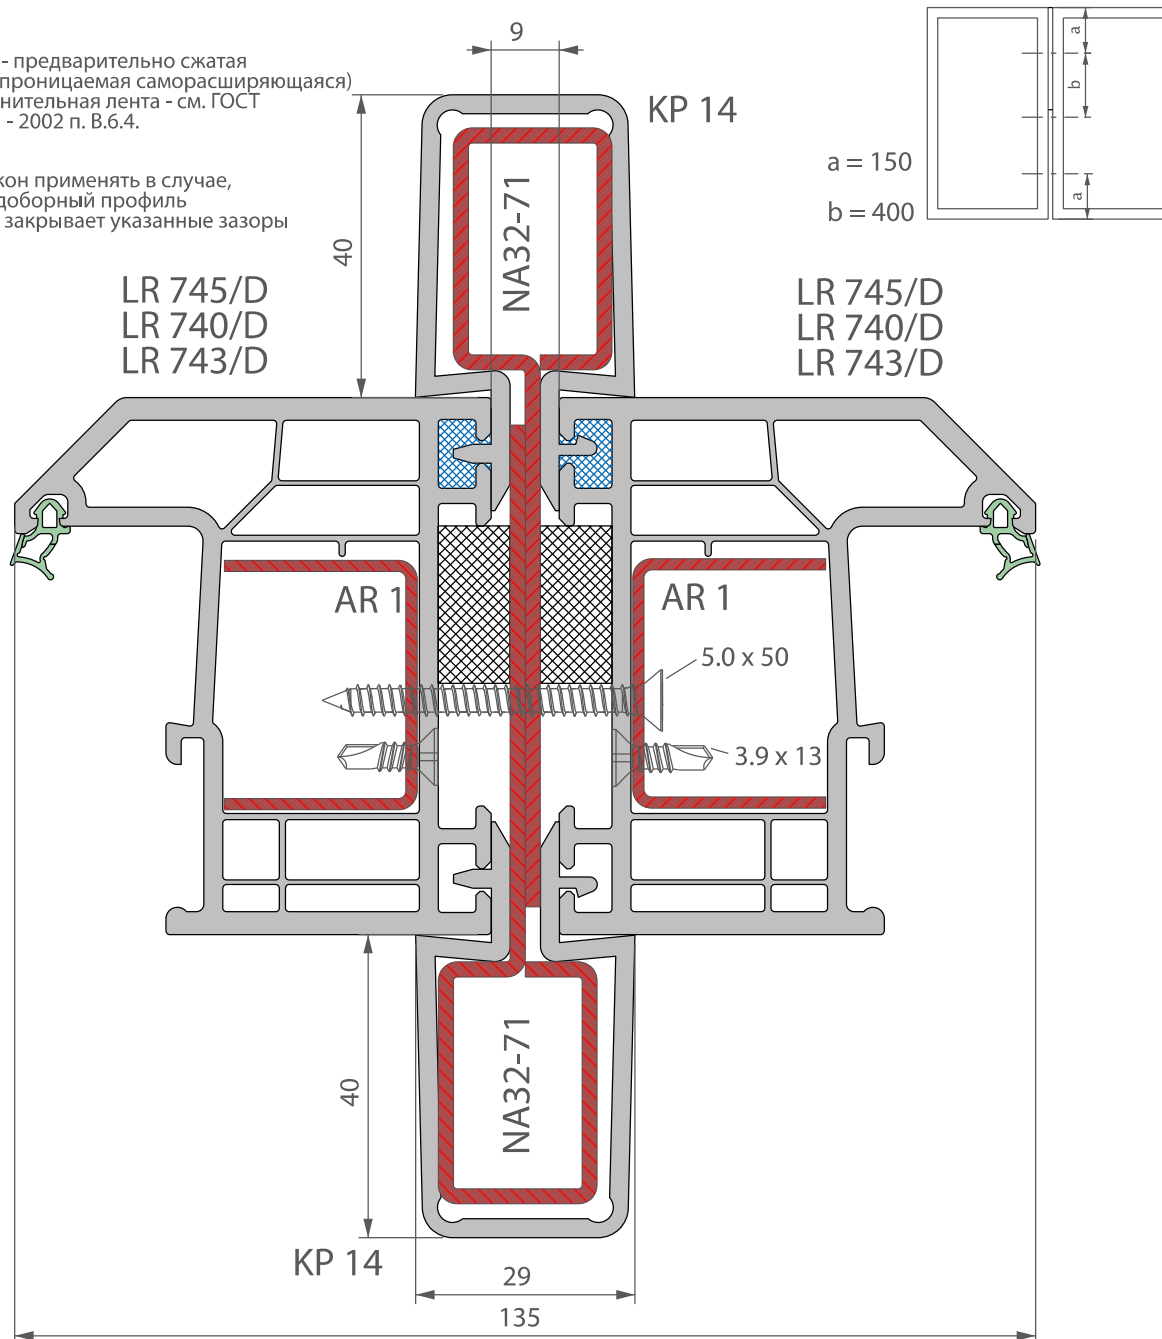 - предварительно сжатая
проницаемая саморасширяющаяся)
нительная лента - см. ГОСТ
- 2002 п. В.6.4.
кон применять в случае,
доборный профиль
закрывает указанные зазоры
9
KP 14
a
b
a
a = 150
b = 400
40
NA32-71
LR 745/D
LR 740/D
LR 743/D
LR 745/D
LR 740/D
LR 743/D
AR 1
AR 1
5.0 x 50
3.9 x 13
40
NA32-71
KP 14
29
135